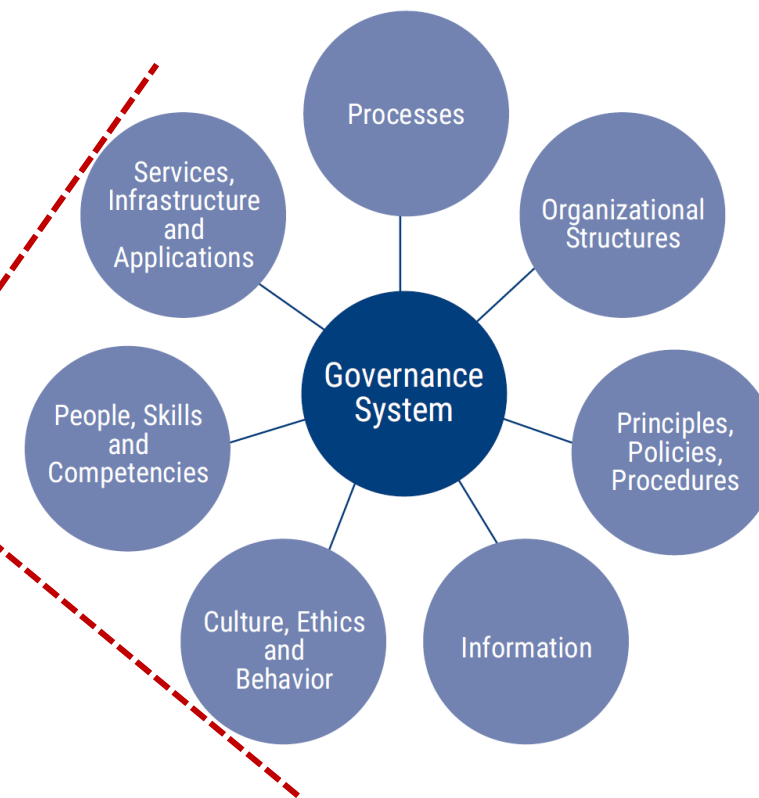 Processes
Organizational
Structures
Principles,
Policies,
Procedures
Information
Culture, Ethics
and
Behavior
People, Skills
and
Competencies
Services,
Infrastructure
and
Applications
Governance
System